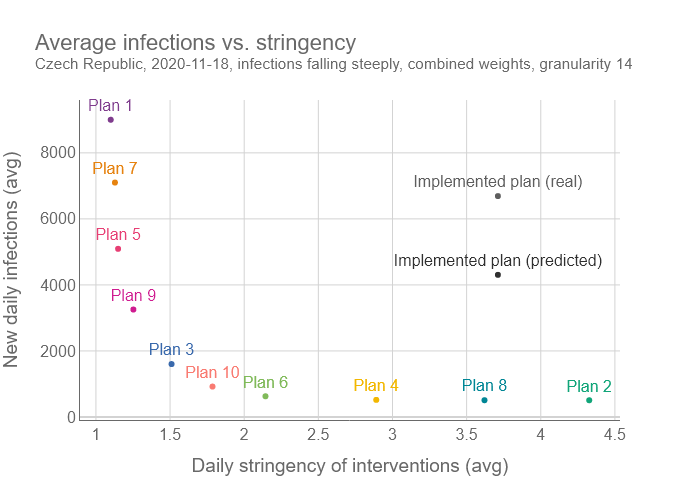 Average infections vs. stringency
Czech Republic, 2020-11-18, infections falling steeply, combined weights, granularity 14
Plan 1
8000
Plan 7
Implemented plan (real)
6000
Plan 5
Implemented plan (predicted)
4000
Plan 9
2000
Plan 3
Plan 10
Plan 6
Plan 4
Plan 8
Plan 2
0
1
1.5
2
2.5
3
3.5
4
4.5
New daily infections (avg)
Daily stringency of interventions (avg)